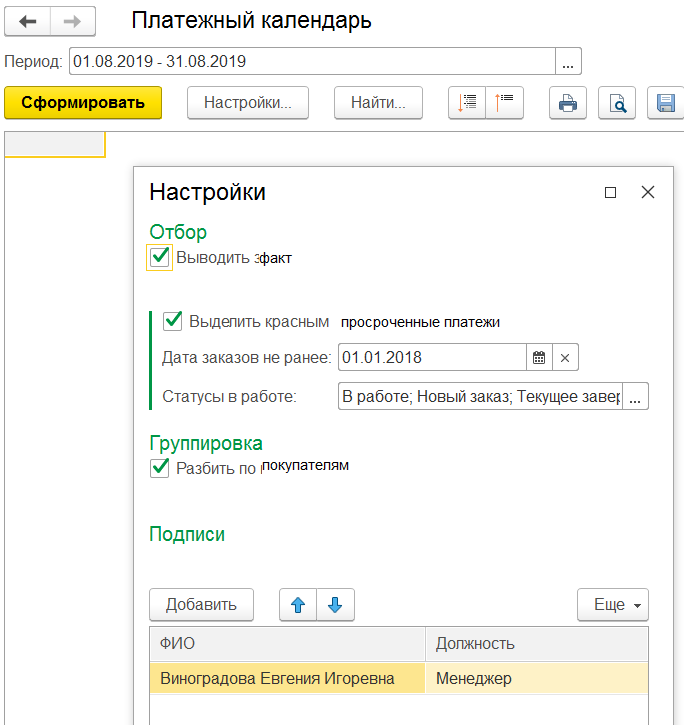 Платежный календарь
Период: 01.08.2019 - 31.08.2019 ...
Сформировать Настройки... Найти...
Настройки
Отбор
Выводить факт
Выделить красным просроченные платежи
Дата заказов не ранее: 01.01.2018
Статусы в работе: В работе; Новый заказ; Текущее завер ...
Группировка
Разбить по покупателям
Подписи
Добавить Еще
ФИО Должность
Виноградова Евгения Игоревна Менеджер